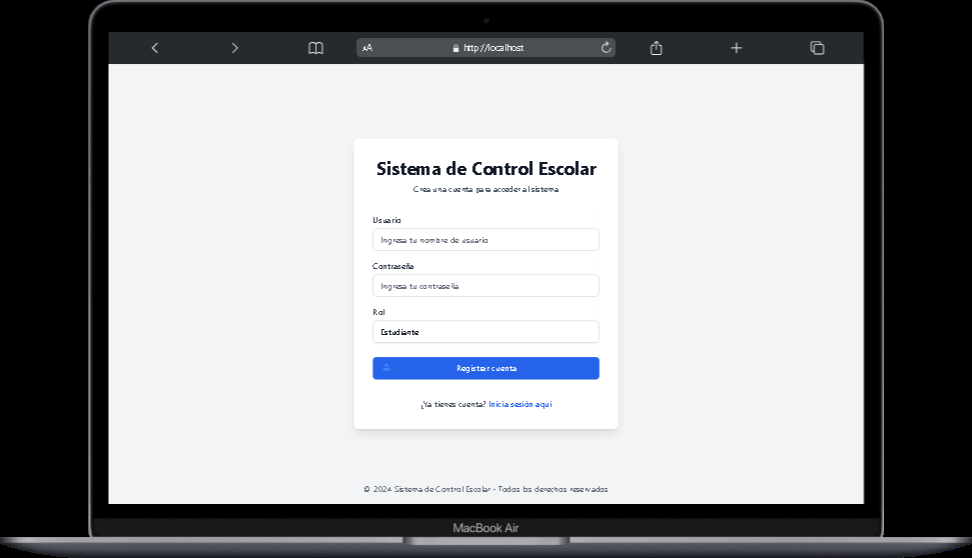 AA http://localhost
Sistema de Control Escolar
Crea una cuenta para acceder al sistema
Usuario
Ingresa tu nombre de usuario
Contraseña
Ingresa tu contraseña
Rol
Estudiante
Registrar cuenta
¿Ya tienes cuenta? Inicia sesión aquí
© 2024 Sistema de Control Escolar - Todos los derechos reservados
MacBook Air